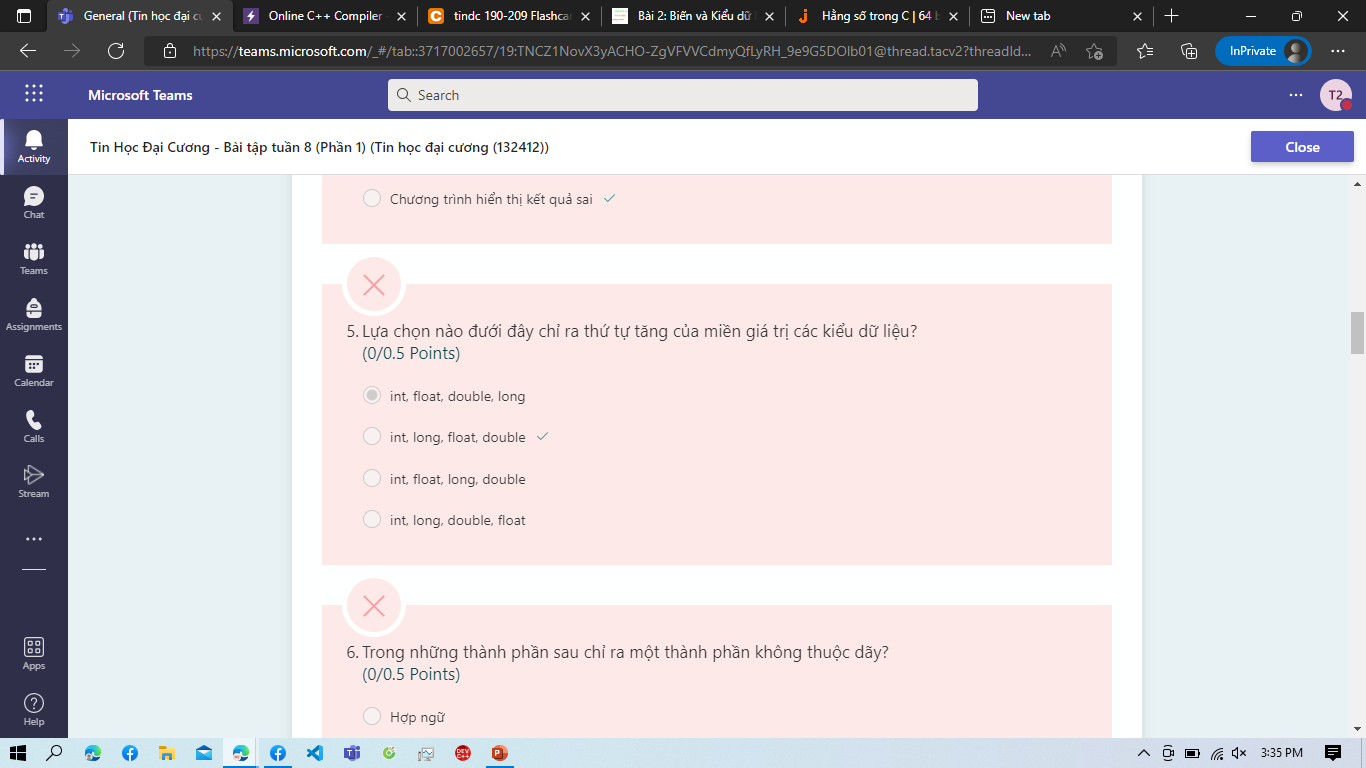 General (Tin học đại cư
Online C++ Compiler
tindc 190-209 Flashcar
Bài 2: Biến và Kiểu dữ
Hằng số trong C | 64 b
New tab
https://teams.microsoft.com/_#/tab::3717002657/19:TNCZ1NovX3yACHO-ZgVFVVCdmyQfLyRH_9e9G5DOIb01@thread.tacv2?threadId...
InPrivate
Microsoft Teams
Search
T2
Activity
Chat
Teams
Assignments
Calendar
Calls
Stream
Apps
Help
Tin Học Đại Cương - Bài tập tuần 8 (Phần 1) (Tin học đại cương (132412))
Close
Chương trình hiển thị kết quả sai
5. Lựa chọn nào dưới đây chỉ ra thứ tự tăng của miền giá trị các kiểu dữ liệu?
(0/0.5 Points)
int, float, double, long
int, long, float, double
int, float, long, double
int, long, double, float
6. Trong những thành phần sau chỉ ra một thành phần không thuộc dãy?
(0/0.5 Points)
Hợp ngữ
3:35 PM